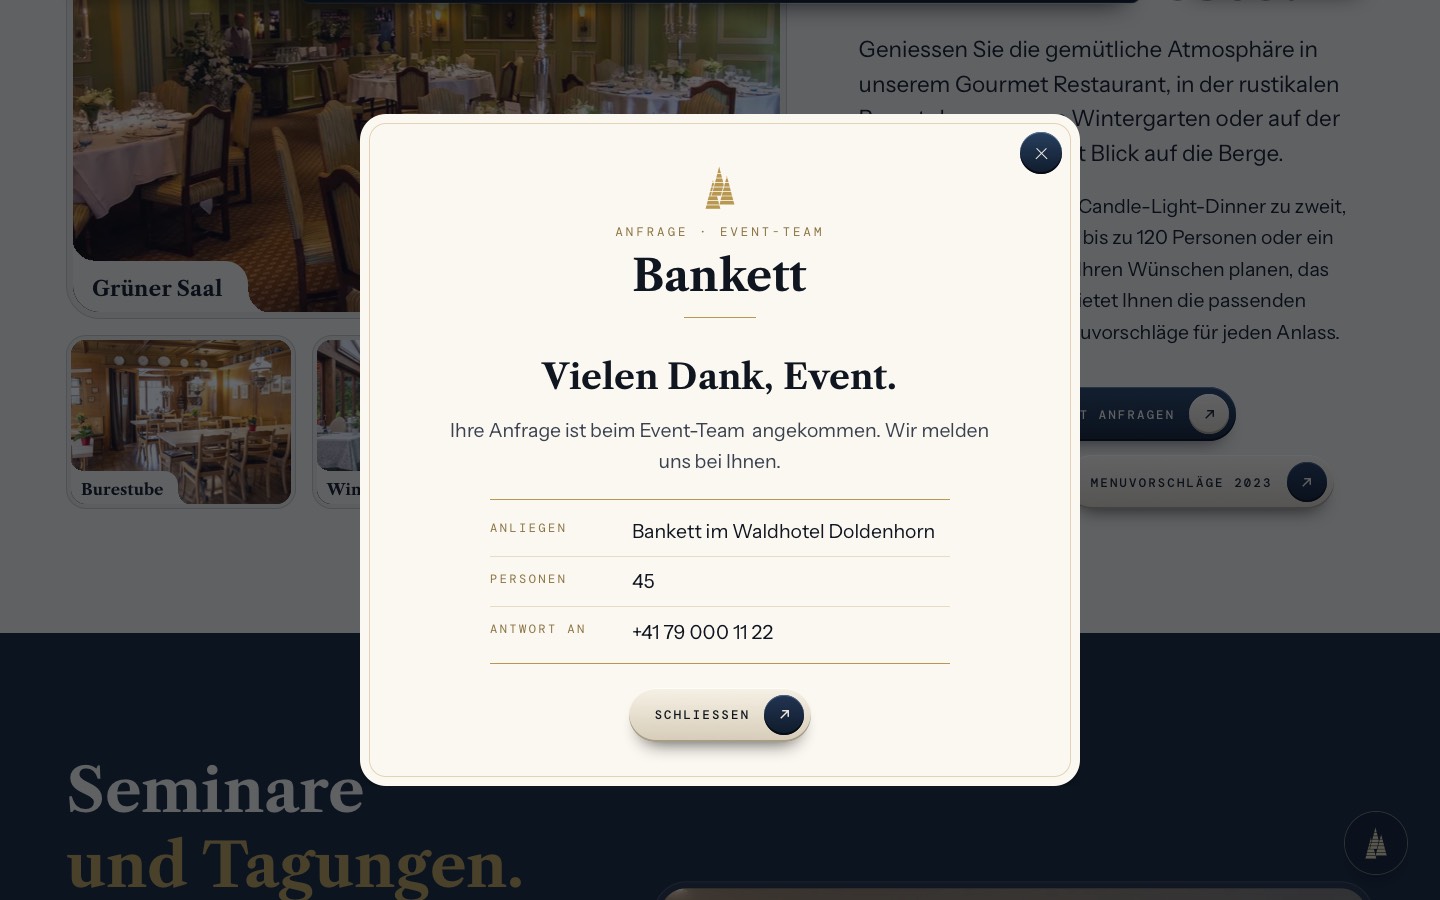 Geniessen Sie die gemütliche Atmosphäre in
unserem Gourmet Restaurant, in der rustikalen
Wintergarten oder auf der
t Blick auf die Berge.
Candle-Light-Dinner zu zweit,
bis zu 120 Personen oder ein
Ihren Wünschen planen, das
ietet Ihnen die passenden
uvorschläge für jeden Anlass.
T ANFRAGEN
MENUVORSCHLÄGE 2023
Grüner Saal
Burestube
Win
ANFRAGE · EVENT-TEAM
Bankett
Vielen Dank, Event.
Ihre Anfrage ist beim Event-Team angekommen. Wir melden
uns bei Ihnen.
ANLIEGEN Bankett im Waldhotel Doldenhorn
PERSONEN 45
ANTWORT AN +41 79 000 11 22
SCHLIESSEN
Seminare
und Tagungen.